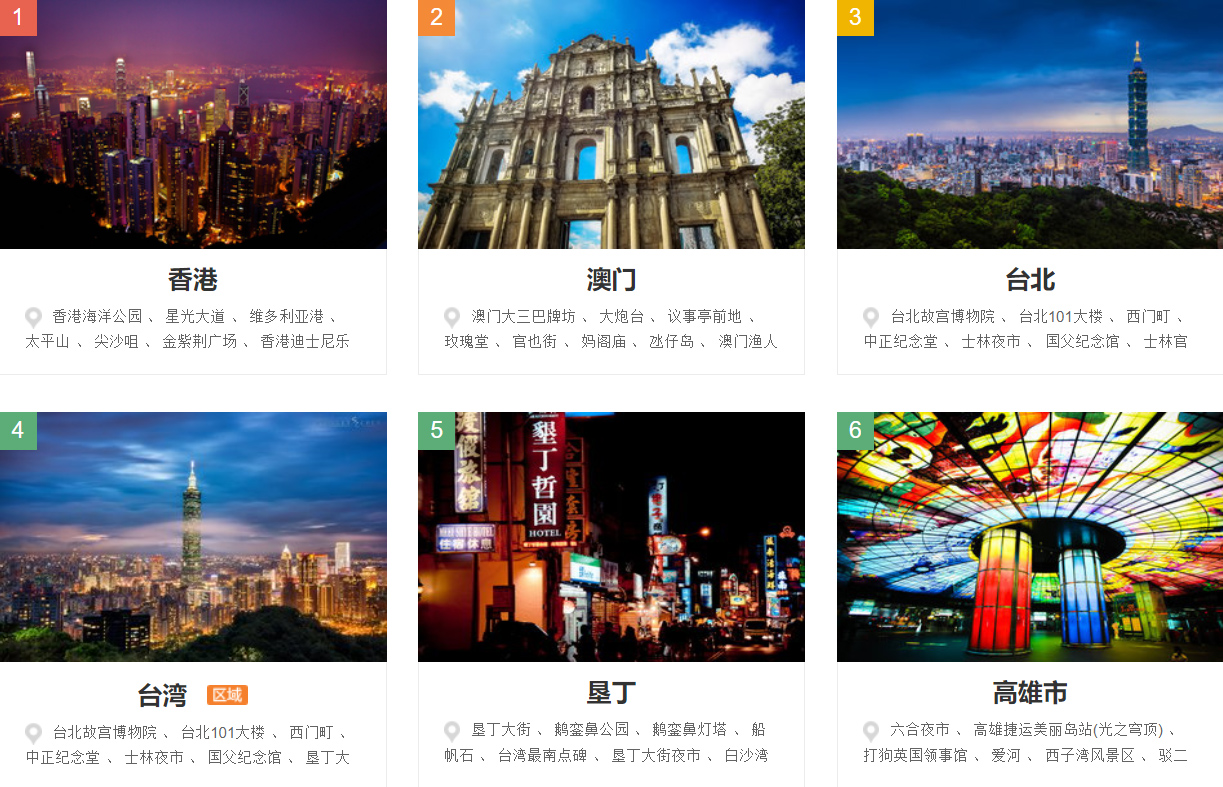 1
2
3
香港
香港海洋公园 、 星光大道 、 维多利亚港 、
太平山 、 尖沙咀 、 金紫荆广场 、 香港迪士尼乐
澳门
澳门大三巴牌坊 、 大炮台 、 议事亭前地 、
玫瑰堂 、 官也街 、 妈阁庙 、 氹仔岛 、 澳门渔人
台北
台北故宫博物院 、 台北101大楼 、 西门町 、
中正纪念堂 、 士林夜市 、 国父纪念馆 、 士林官
4
5
墾丁哲園
HOTEL
度假旅館
住宿休息
6
台湾 区域
台北故宫博物院 、 台北101大楼 、 西门町 、
中正纪念堂 、 士林夜市 、 国父纪念馆 、 垦丁大
垦丁
垦丁大街 、 鹅銮鼻公园 、 鹅銮鼻灯塔 、 船
帆石 、 台湾最南点碑 、 垦丁大街夜市 、 白沙湾
高雄市
六合夜市 、 高雄捷运美丽岛站(光之穹顶) 、
打狗英国领事馆 、 爱河 、 西子湾风景区 、 驳二